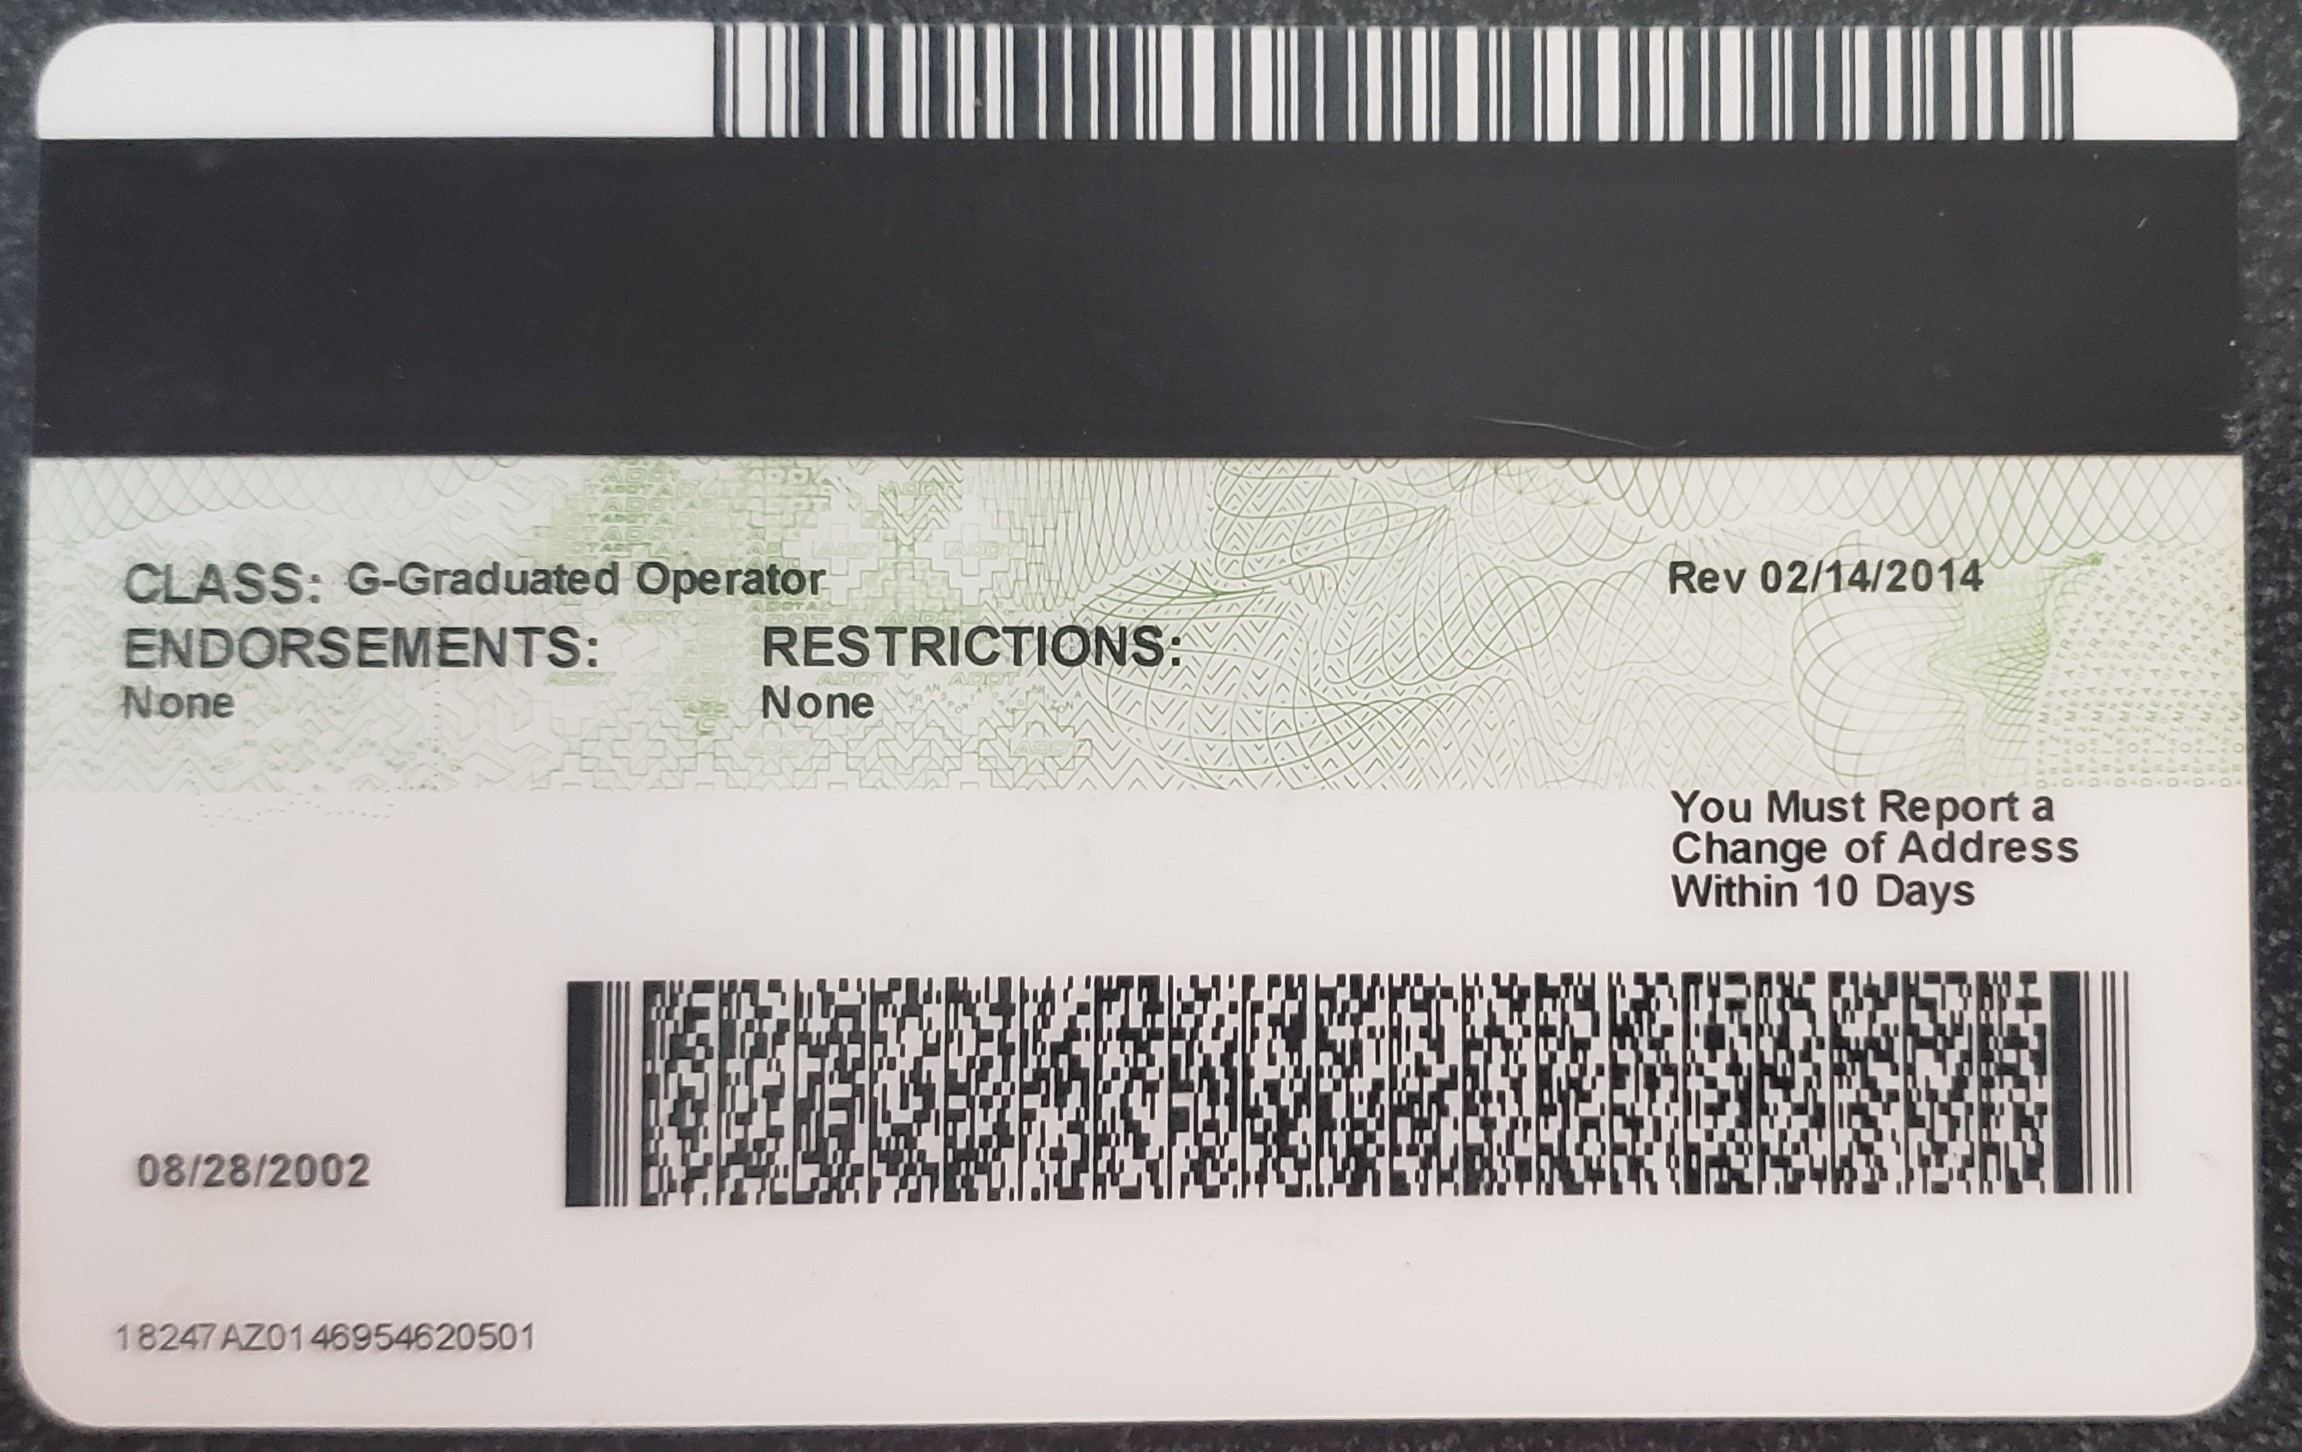 CLASS: G-Graduated Operator
Rev 02/14/2014
ENDORSEMENTS: RESTRICTIONS:
None None
You Must Report a
Change of Address
Within 10 Days
08/28/2002
18247AZ0146954620501